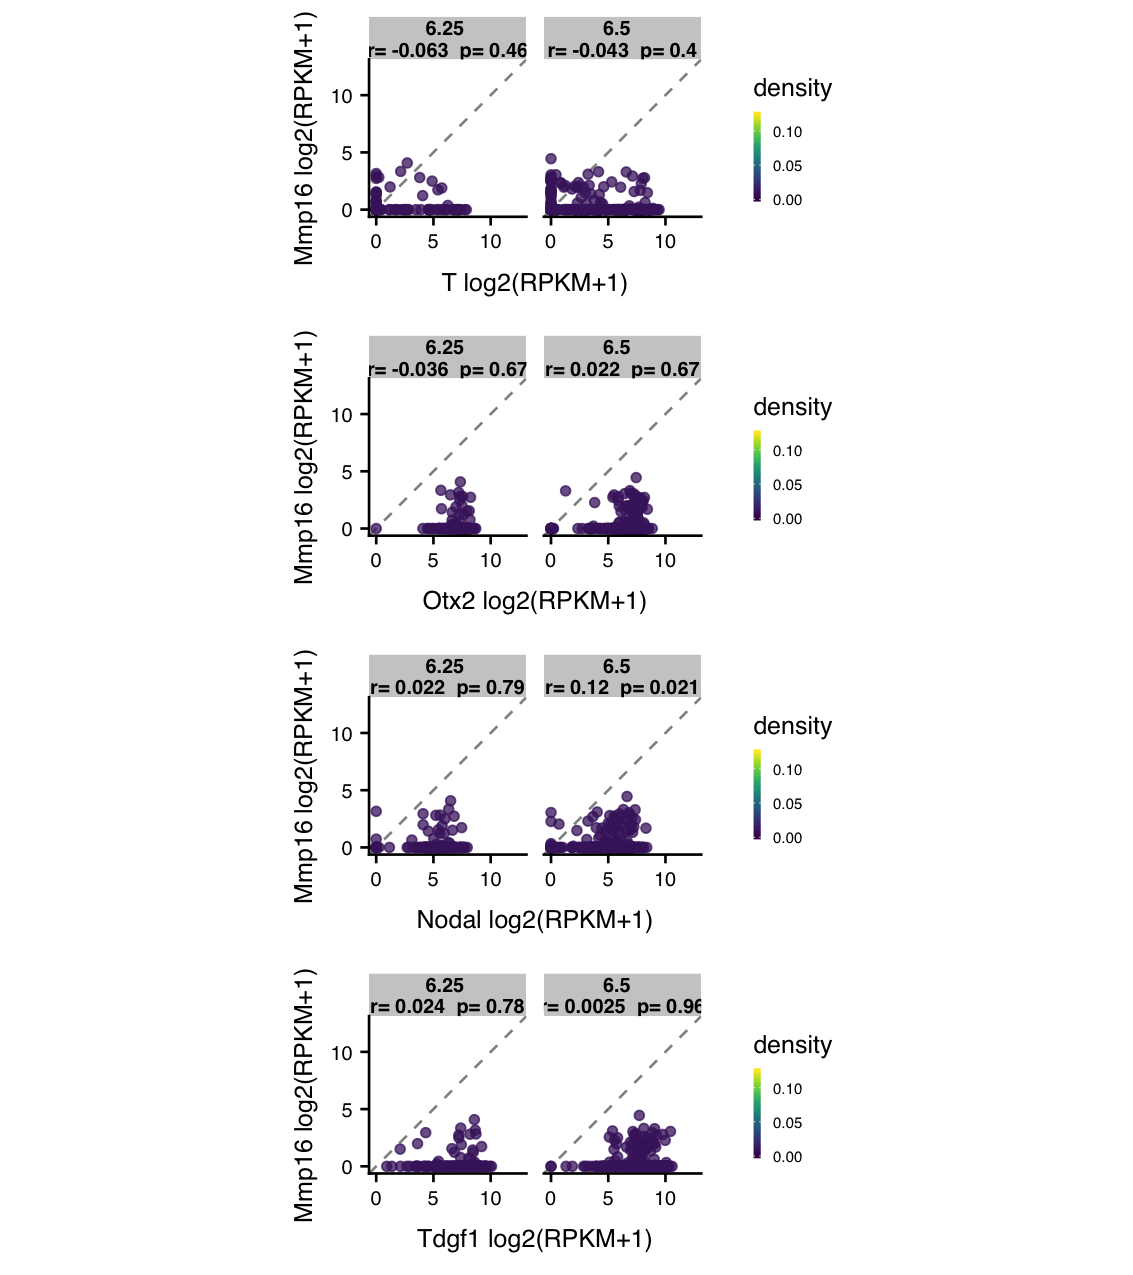 6.25
r= -0.063 p= 0.46
6.5
r= -0.043 p= 0.4
Mmp16 log2(RPKM+1)
10
5
0
0 5 10
0 5 10
T log2(RPKM+1)
density
0.10
0.05
0.00
6.25
r= -0.036 p= 0.67
6.5
r= 0.022 p= 0.67
Mmp16 log2(RPKM+1)
10
5
0
0 5 10
0 5 10
Otx2 log2(RPKM+1)
density
0.10
0.05
0.00
6.25
r= 0.022 p= 0.79
6.5
r= 0.12 p= 0.021
Mmp16 log2(RPKM+1)
10
5
0
0 5 10
0 5 10
Nodal log2(RPKM+1)
density
0.10
0.05
0.00
6.25
r= 0.024 p= 0.78
6.5
r= 0.0025 p= 0.96
Mmp16 log2(RPKM+1)
10
5
0
0 5 10
0 5 10
Tdgf1 log2(RPKM+1)
density
0.10
0.05
0.00